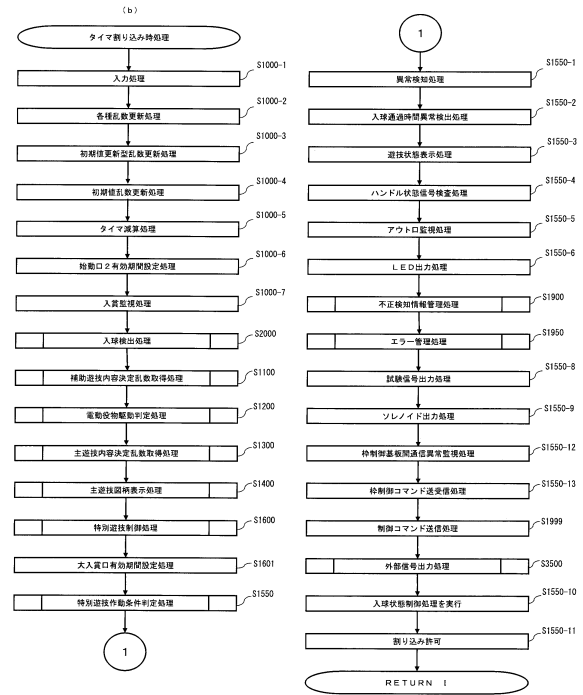 (b)
タイマ割り込み時処理
S1000-1
入力処理
S1000-2
各種乱数更新処理
S1000-3
初期値更新型乱数更新処理
S1000-4
初期値乱数更新処理
S1000-5
タイマ減算処理
S1000-6
始動口2有効期間設定処理
S1000-7
入賞監視処理
S2000
入球検出処理
S1100
補助遊技内容決定乱数取得処理
S1200
電動役物駆動判定処理
S1300
主遊技内容決定乱数取得処理
S1400
主遊技図柄表示処理
S1600
特別遊技制御処理
S1601
大入賞口有効期間設定処理
S1550
特別遊技作動条件判定処理
1
1
S1550-1
異常検知処理
S1550-2
入球通過時間異常検出処理
S1550-3
遊技状態表示処理
S1550-4
ハンドル状態信号検査処理
S1550-5
アウト口監視処理
S1550-6
LED出力処理
S1900
不正検知情報管理処理
S1950
エラー管理処理
S1550-8
試験信号出力処理
S1550-9
ソレノイド出力処理
S1550-12
枠制御基板間通信異常監視処理
S1550-13
枠制御コマンド送受信処理
S1999
制御コマンド送信処理
S3500
外部信号出力処理
S1550-10
入球状態制御処理を実行
S1550-11
割り込み許可
RETURN I